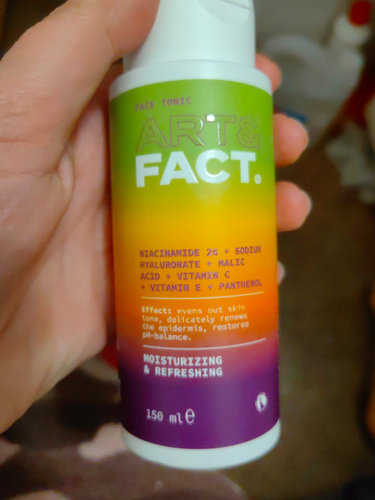 FACE TONIC
ART&
FACT.
NIACINAMIDE 2% + SODIUM
HYALURONATE + MALIC
ACID + VITAMYN C
+ VITAMIN E + PANTHENOL
Effect: evens out skin
tone, delicately renews
the epidermis, restores
pH-balance.
MOISTURIZING
& REFRESHING
150 ml e